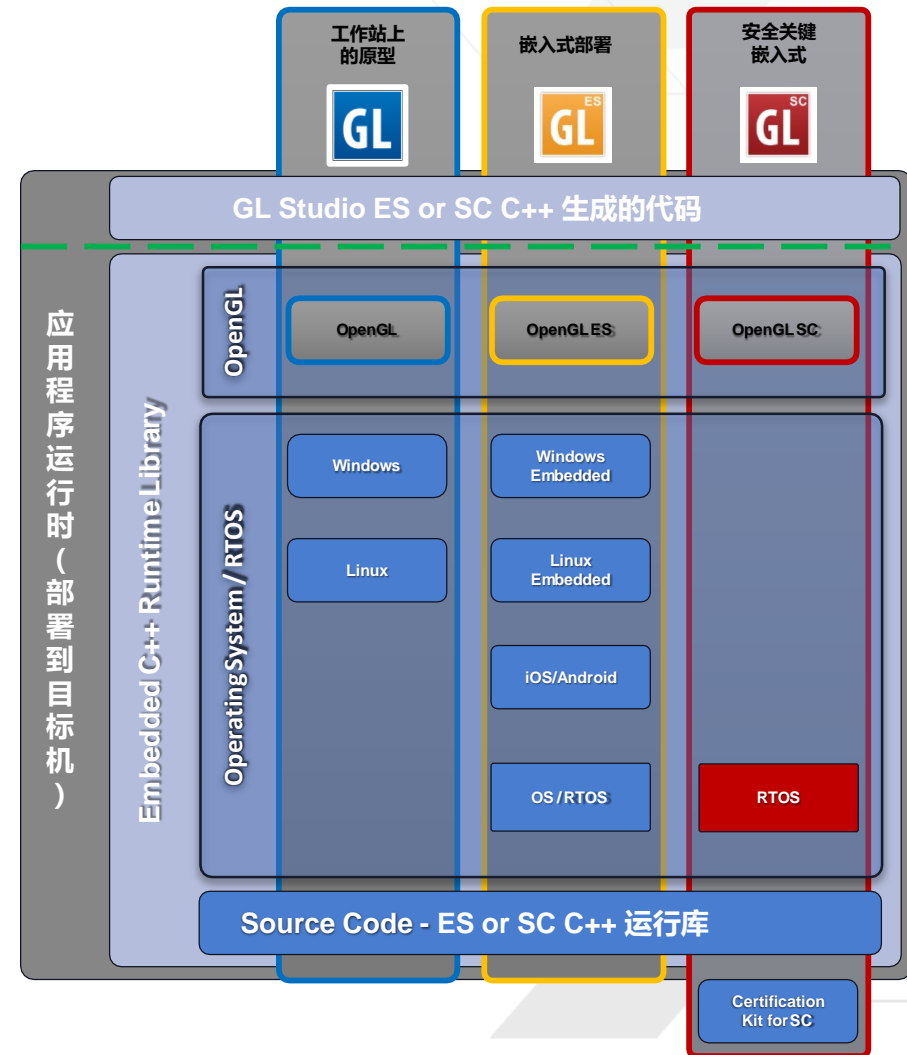 工作站上
的原型
嵌入式部署
安全关键
嵌入式
GL
GL ES
GL SC
GL Studio ES or SC C++ 生成的代码
应用程序运行时(部署到目标机)
Embedded C++ Runtime Library
OpenGL
OpenGL
OpenGL ES
OpenGL SC
Operating System / RTOS
Windows
Windows
Embedded
Linux
Linux
Embedded
iOS/Android
OS / RTOS
RTOS
Source Code - ES or SC C++ 运行库
Certification
Kit for SC